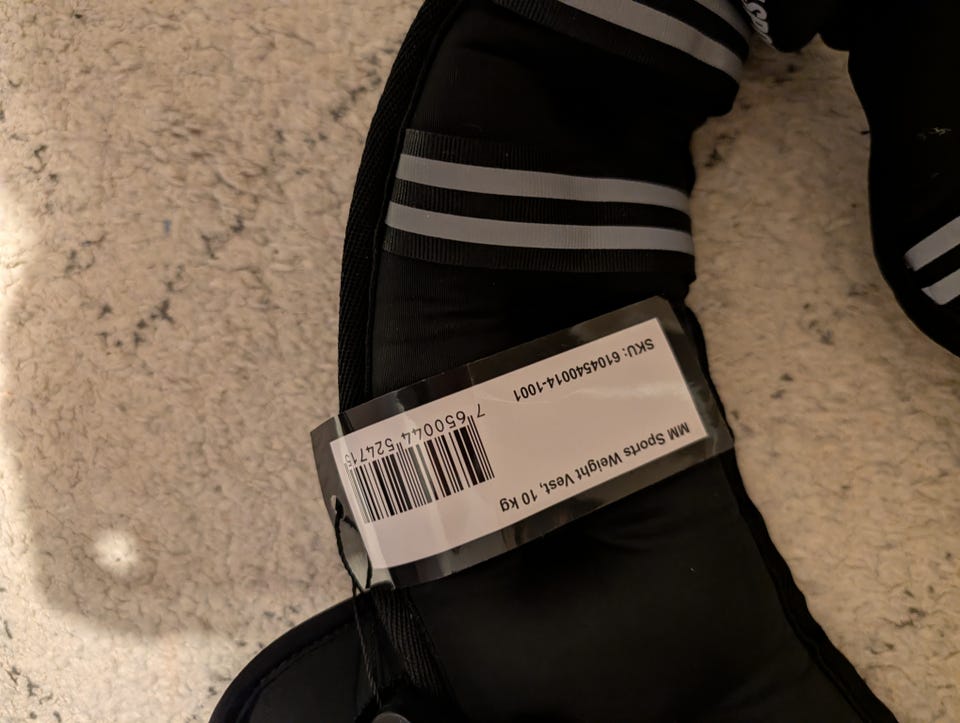 MM Sports Weight Vest, 10 kg
SKU: 6104540014-1001
7 650044 524715